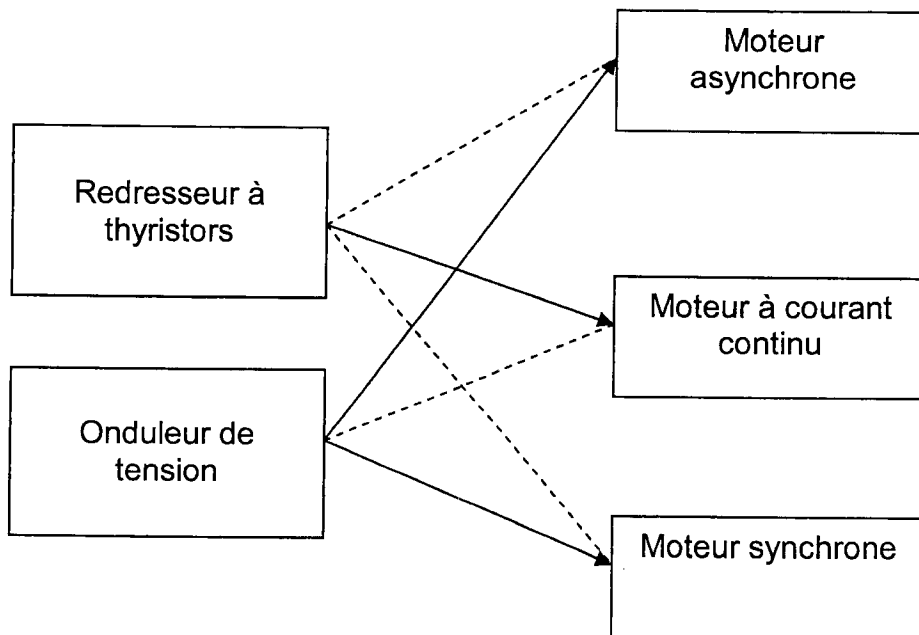 Moteur
asynchrone
Redresseur à
thyristors
Moteur à courant
continu
Onduleur de
tension
Moteur synchrone